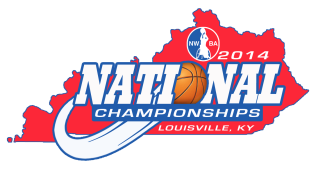 NWBA
2014
NATIONAL
CHAMPIONSHIPS
LOUISVILLE, KY